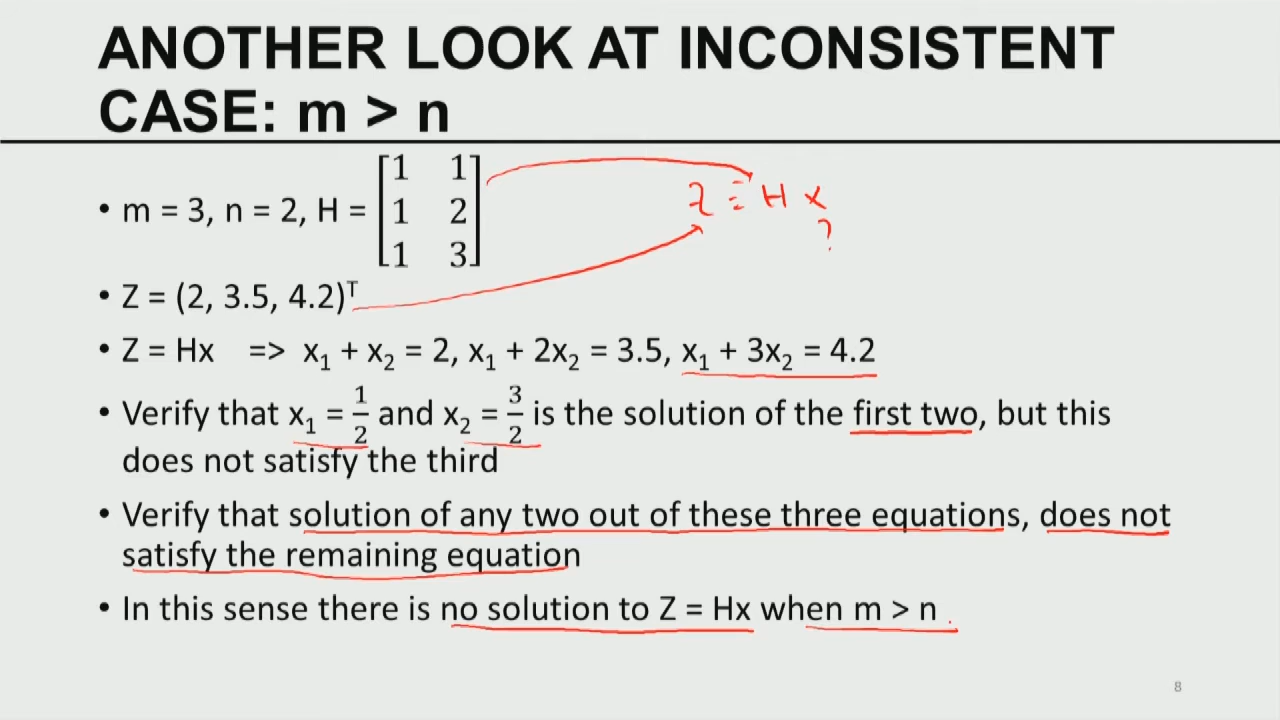 ANOTHER LOOK AT INCONSISTENT
CASE: m > n
• m = 3, n = 2, H = [1 1; 1 2; 1 3]
Z = H x
?
• Z = (2, 3.5, 4.2)ᵀ
• Z = Hx => x₁ + x₂ = 2, x₁ + 2x₂ = 3.5, x₁ + 3x₂ = 4.2
• Verify that x₁ = 1/2 and x₂ = 3/2 is the solution of the first two, but this
does not satisfy the third
• Verify that solution of any two out of these three equations, does not
satisfy the remaining equation
• In this sense there is no solution to Z = Hx when m > n
8